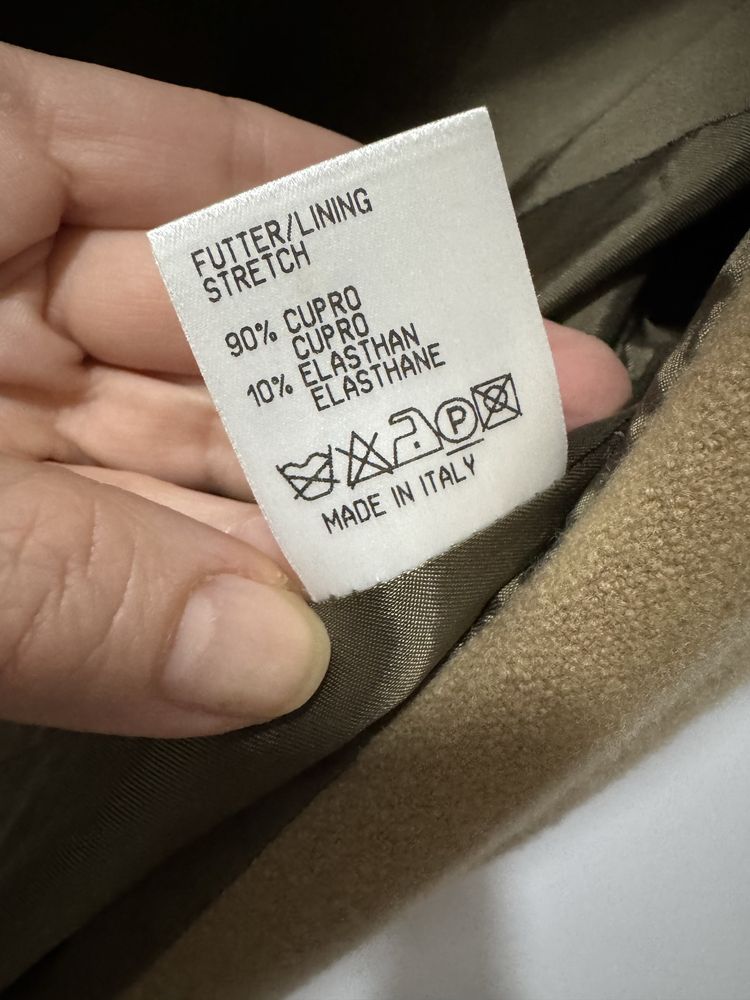 FUTTER/LINING
STRETCH
90% CUPRO
CUPRO
10% ELASTHAN
ELASTHANE
P
MADE IN ITALY